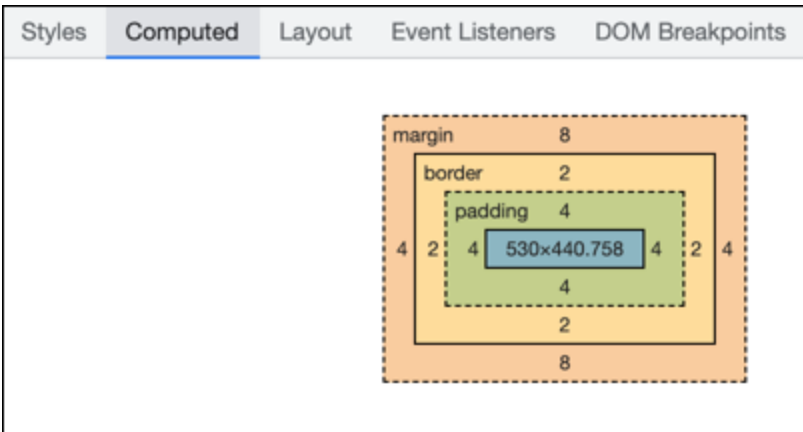 Styles Computed Layout Event Listeners DOM Breakpoints
margin 8
border 2
padding 4
4 2 4 530×440.758 4 2 4
4
2
8